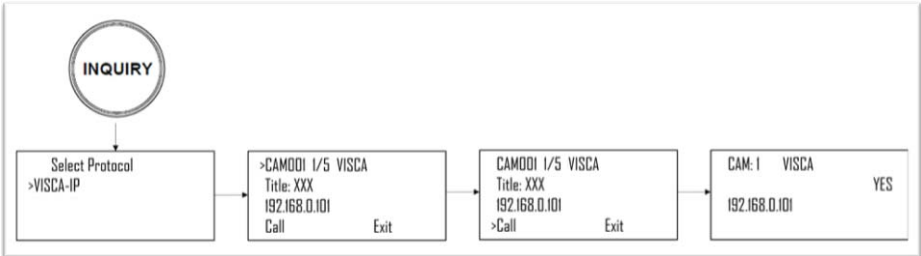 INQUIRY
Select Protocol
>VISCA-IP
>CAM001 1/5 VISCA
Title: XXX
192.168.0.101
Call Exit
CAM001 1/5 VISCA
Title: XXX
192.168.0.101
>Call Exit
CAM: 1 VISCA
YES
192.168.0.101